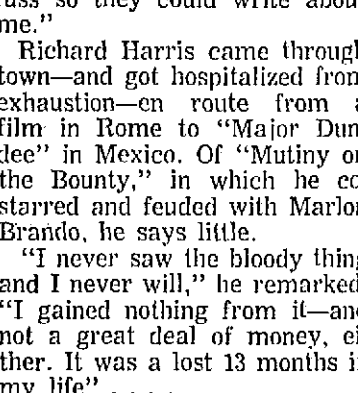 russ so they could write abou
me."
Richard Harris came through
town—and got hospitalized from
exhaustion—en route from a
film in Rome to "Major Dun
dee" in Mexico. Of "Mutiny on
the Bounty," in which he co
starred and feuded with Marlon
Brando, he says little.
"I never saw the bloody thing
and I never will," he remarked
"I gained nothing from it—and
not a great deal of money, ei
ther. It was a lost 13 months in
my life"